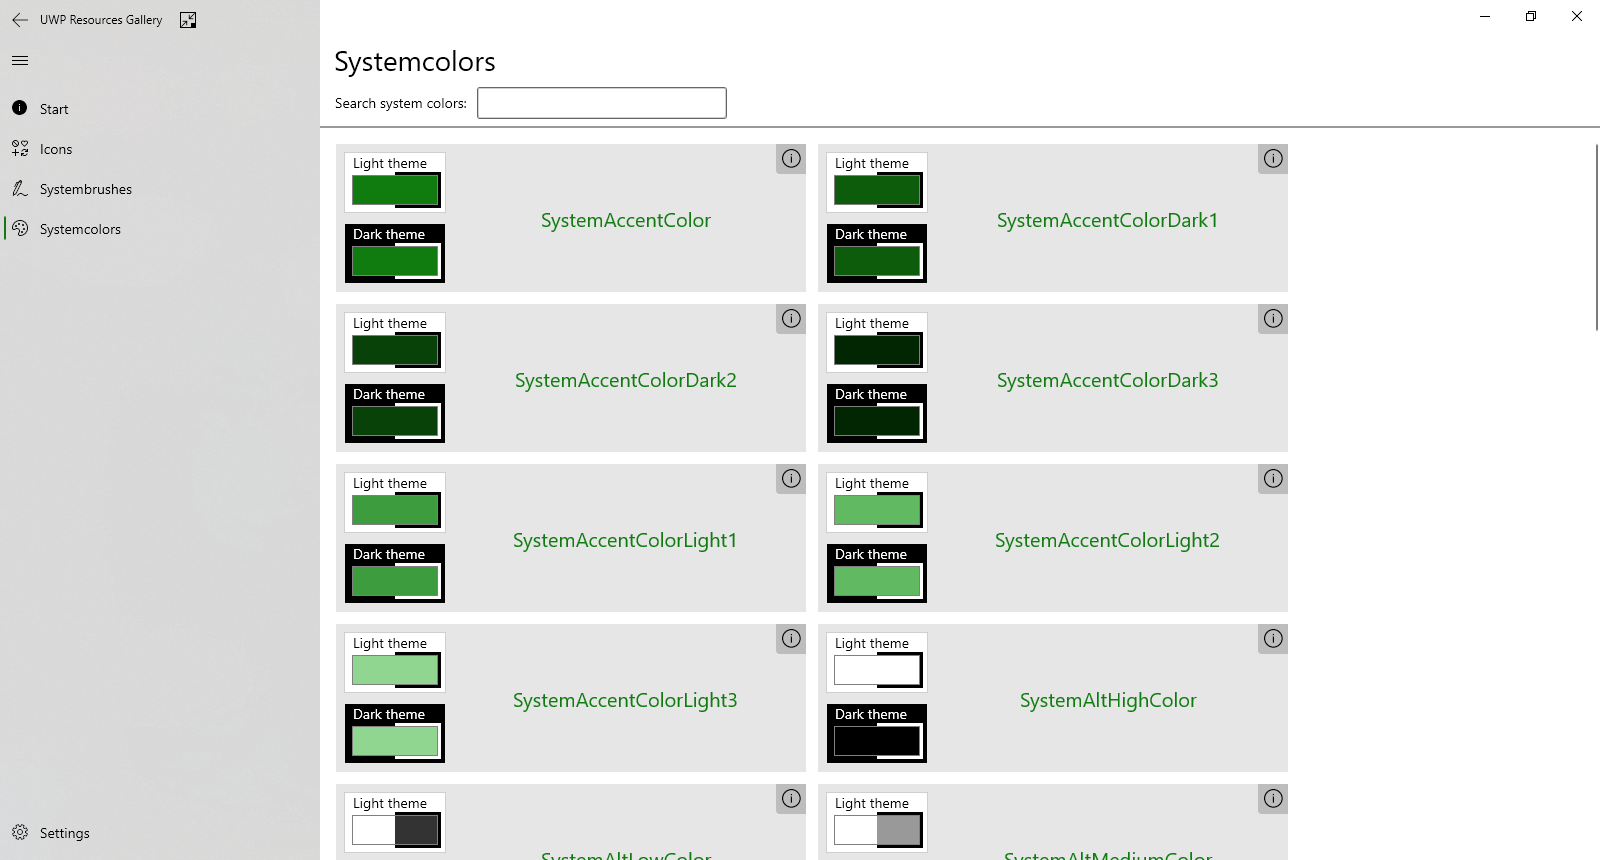 UWP Resources Gallery
Start
Icons
Systembrushes
Systemcolors
Settings
Systemcolors
Search system colors:
Light theme
Dark theme
SystemAccentColor
Light theme
Dark theme
SystemAccentColorDark1
Light theme
Dark theme
SystemAccentColorDark2
Light theme
Dark theme
SystemAccentColorDark3
Light theme
Dark theme
SystemAccentColorLight1
Light theme
Dark theme
SystemAccentColorLight2
Light theme
Dark theme
SystemAccentColorLight3
Light theme
Dark theme
SystemAltHighColor
Light theme
SystemAltLowColor
Light theme
SystemAltMediumColor